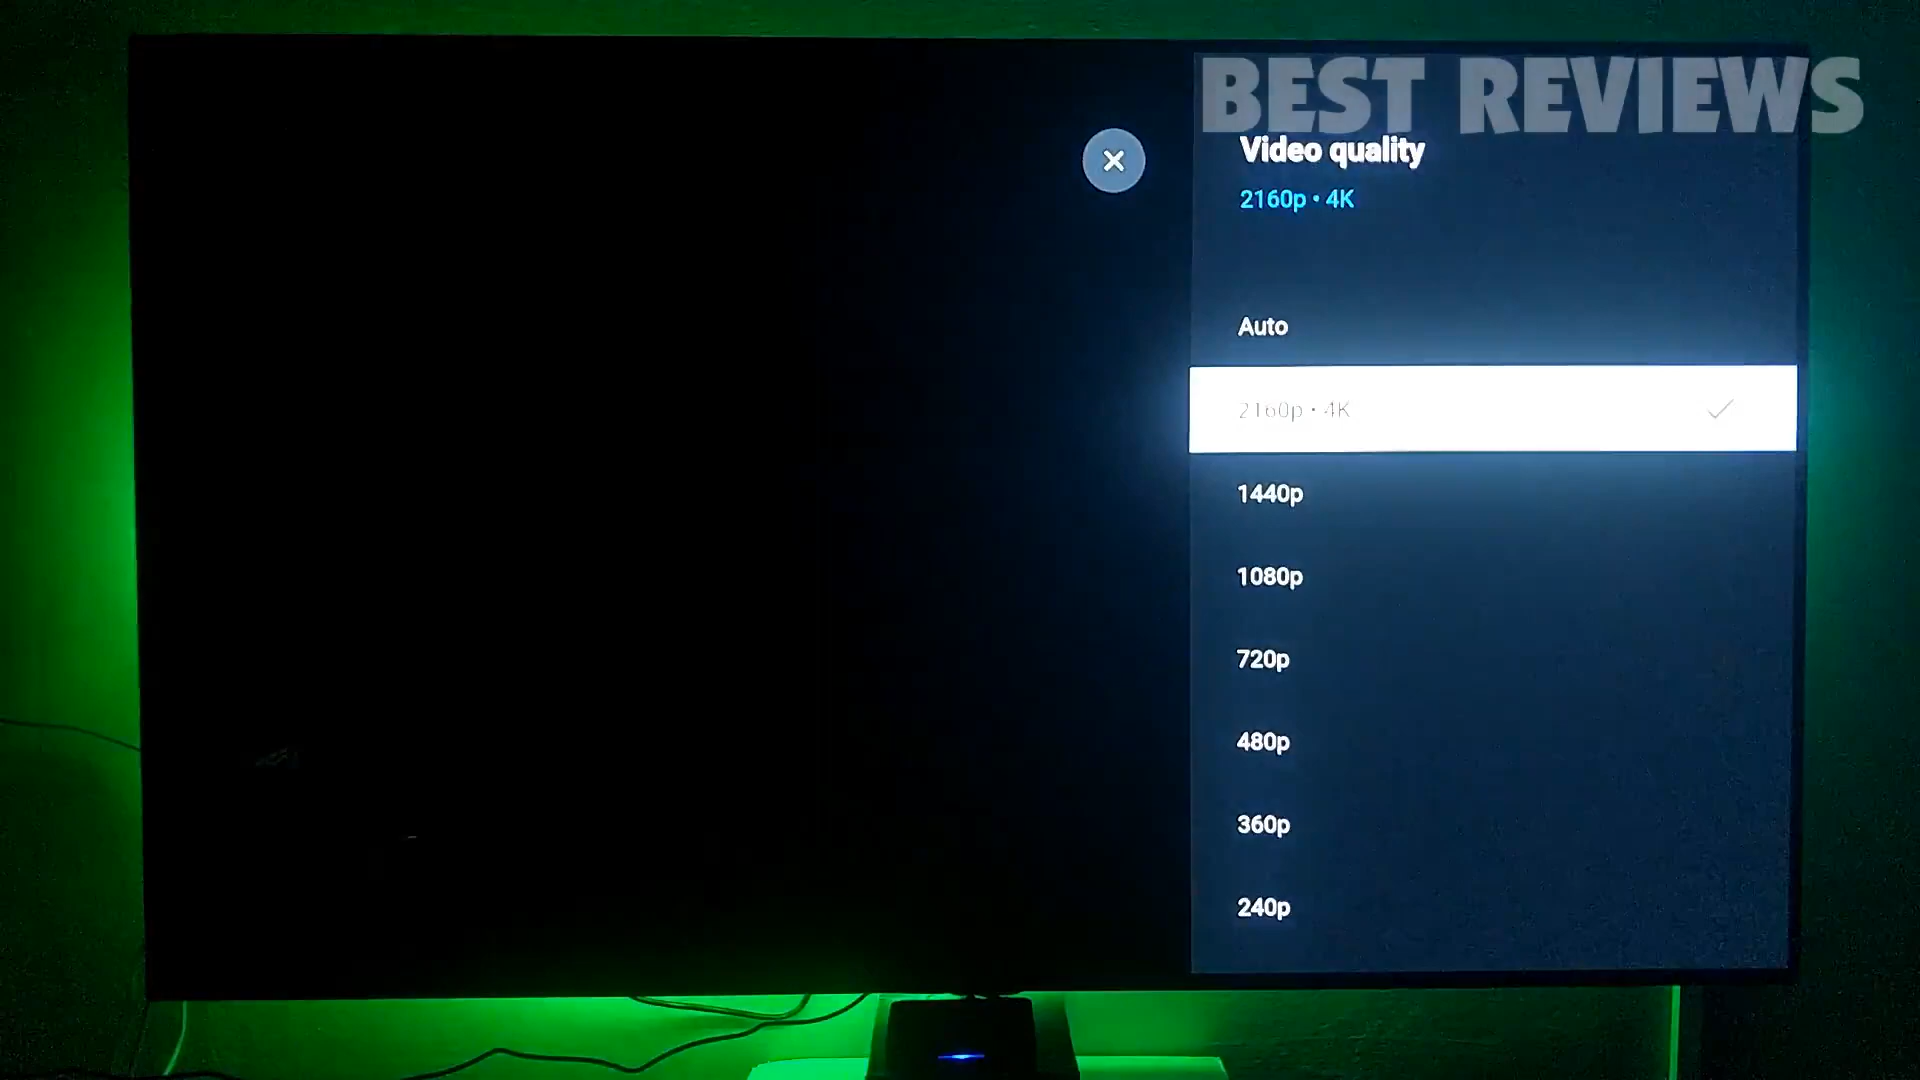 BEST REVIEWS
Video quality
2160p • 4K
Auto
2160p • 4K
1440p
1080p
720p
480p
360p
240p